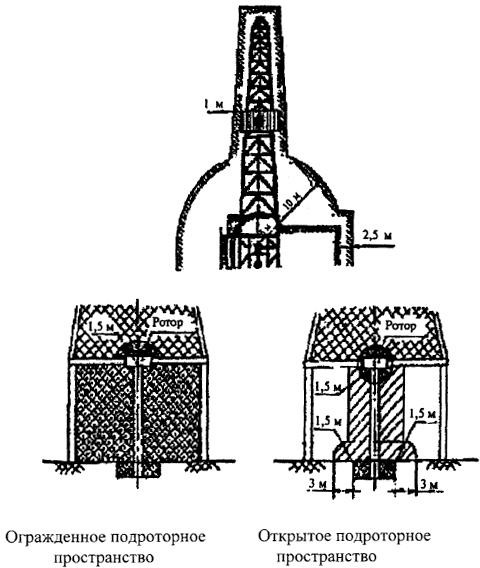 1 м
10 м
2,5 м
1,5 м
Ротор
Ротор
1,5 м
1,5 м
1,5 м
3 м
3 м
Огражденное подроторное
пространство
Открытое подроторное
пространство